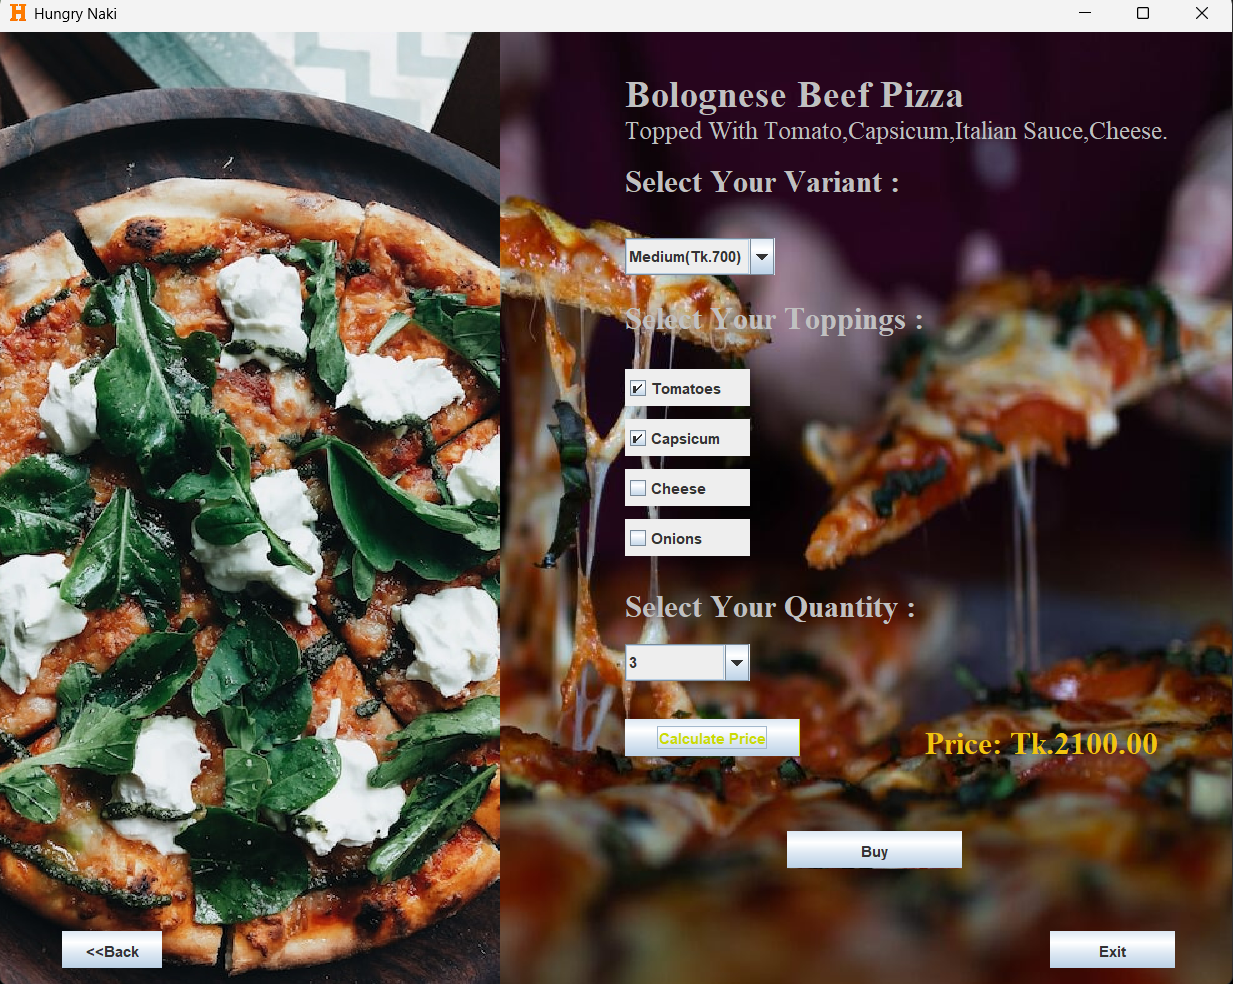 H Hungry Naki
Bolognese Beef Pizza
Topped With Tomato,Capsicum,Italian Sauce,Cheese.
Select Your Variant :
Medium(Tk.700)
Select Your Toppings :
Tomatoes
Capsicum
Cheese
Onions
Select Your Quantity :
3
Calculate Price
Price: Tk.2100.00
Buy
<<Back
Exit